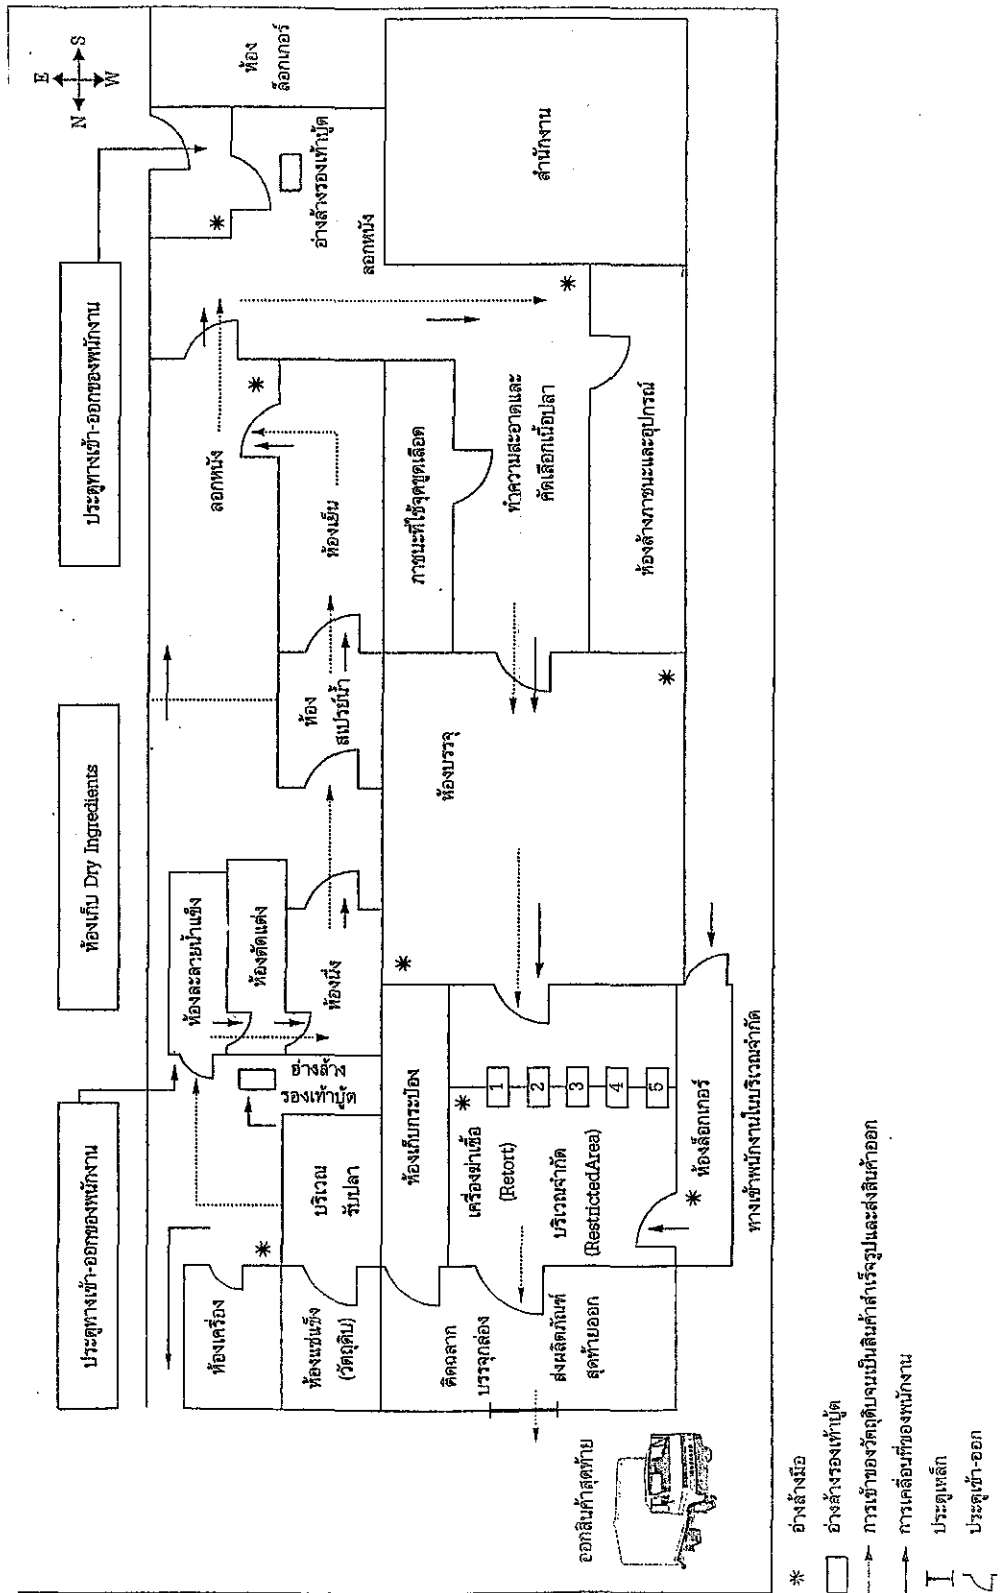 ประตูทางเข้า-ออกของพนักงาน
ห้องเก็บ Dry Ingredients
ประตูทางเข้า-ออกของพนักงาน
E
N
S
W
ห้องเครื่อง
ห้องแช่แข็ง
(วัตถุดิบ)
บริเวณ
รับปลา
อ่างล้าง
รองเท้าบู๊ต
ห้องละลายน้ำแข็ง
ห้องตัดแต่ง
ห้องนึ่ง
ห้อง
สเปรย์น้ำ
ห้องเย็น
ลอกหนัง
อ่างล้างรองเท้าบู๊ต
ลอกหนัง
ห้อง
ล็อกเกอร์
สำนักงาน
ภาชนะที่ใช้จุดขูดเลือด
ทำความสะอาดและ
คัดเลือกเนื้อปลา
ห้องล้างภาชนะและอุปกรณ์
ห้องบรรจุ
ห้องเก็บกระป๋อง
เครื่องฆ่าเชื้อ
(Retort)
บริเวณจำกัด
(RestrictedArea)
1
2
3
4
5
ห้องล็อกเกอร์
ทางเข้าพนักงานในบริเวณจำกัด
ติดฉลาก
บรรจุกล่อง
ส่งผลิตภัณฑ์
สุดท้ายออก
ออกสินค้าสุดท้าย
อ่างล้างมือ
อ่างล้างรองเท้าบู๊ต
การเข้าของวัตถุดิบจนเป็นสินค้าสำเร็จรูปและส่งสินค้าออก
การเคลื่อนที่ของพนักงาน
ประตูเหล็ก
ประตูเข้า-ออก